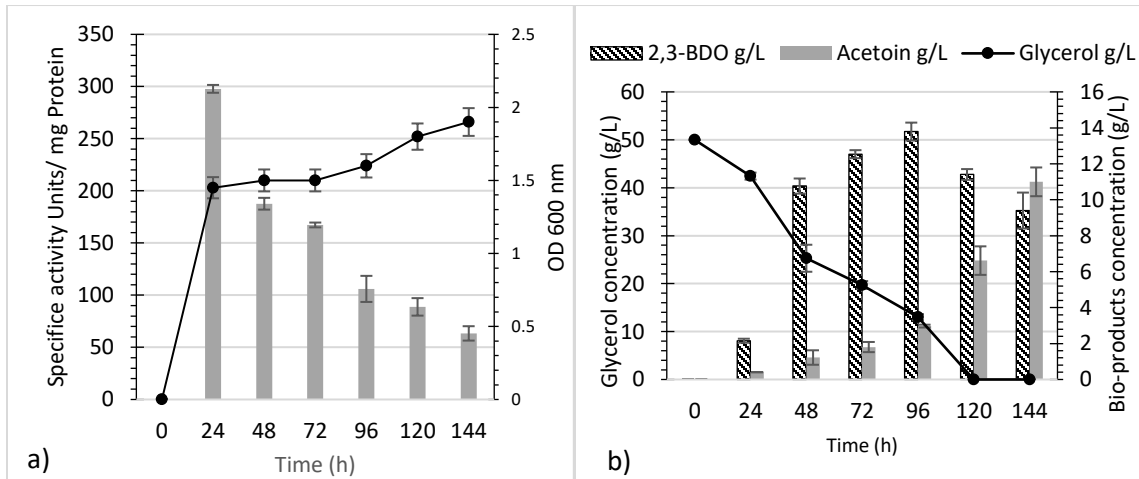 350
300
250
200
150
100
50
0
Specifice activity Units/ mg Protein
2.5
2
1.5
1
0.5
0
OD 600 nm
0 24 48 72 96 120 144
Time (h)
a)
2,3-BDO g/L Acetoin g/L Glycerol g/L
60
50
40
30
20
10
0
Glycerol concentration (g/L)
16
14
12
10
8
6
4
2
0
Bio-products concentration (g/L)
0 24 48 72 96 120 144
Time (h)
b)